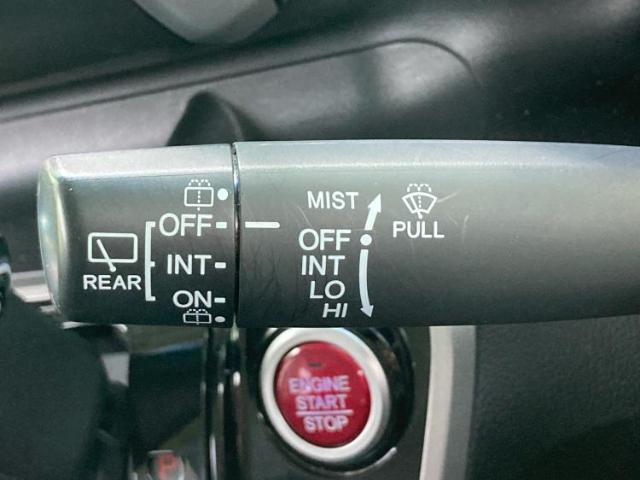 REAR
OFF
INT
ON
MIST
OFF
INT
LO
HI
PULL
ENGINE
START
STOP
P